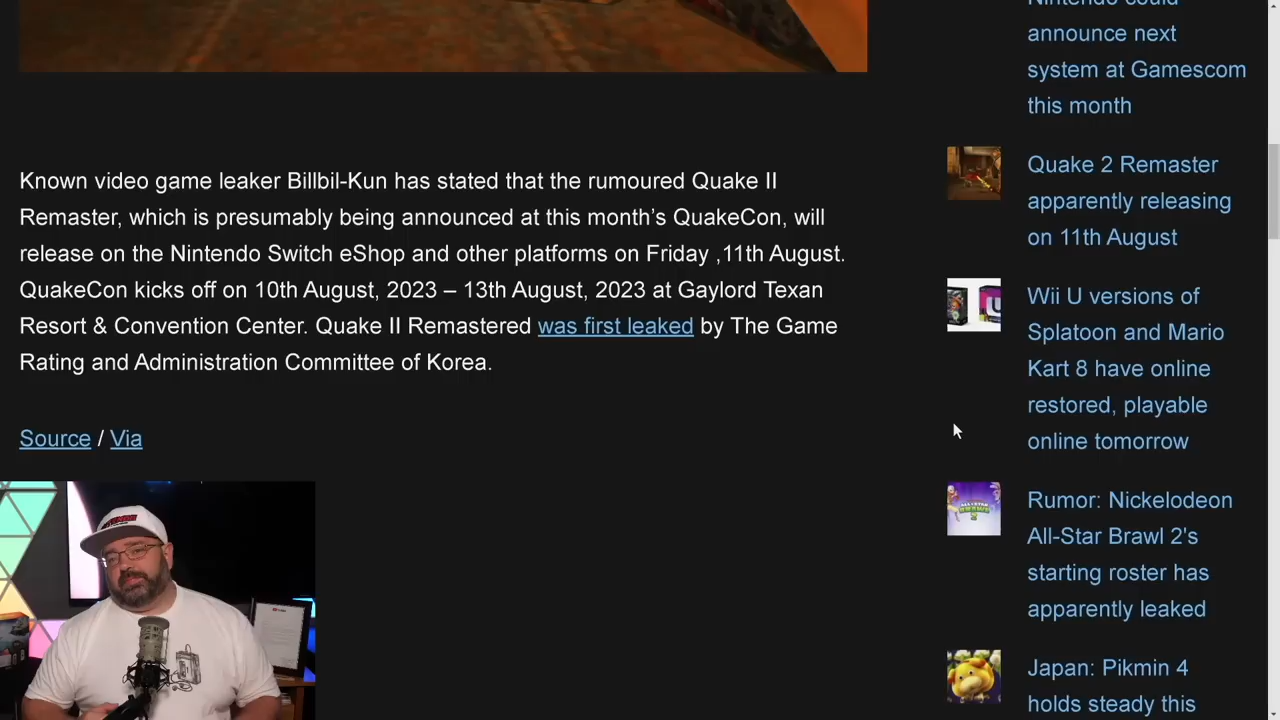 Known video game leaker Billbil-Kun has stated that the rumoured Quake II
Remaster, which is presumably being announced at this month’s QuakeCon, will
release on the Nintendo Switch eShop and other platforms on Friday ,11th August.
QuakeCon kicks off on 10th August, 2023 – 13th August, 2023 at Gaylord Texan
Resort & Convention Center. Quake II Remastered was first leaked by The Game
Rating and Administration Committee of Korea.
Source / Via
Nintendo could
announce next
system at Gamescom
this month
Quake 2 Remaster
apparently releasing
on 11th August
Wii U versions of
Splatoon and Mario
Kart 8 have online
restored, playable
online tomorrow
Rumor: Nickelodeon
All-Star Brawl 2's
starting roster has
apparently leaked
Japan: Pikmin 4
holds steady this